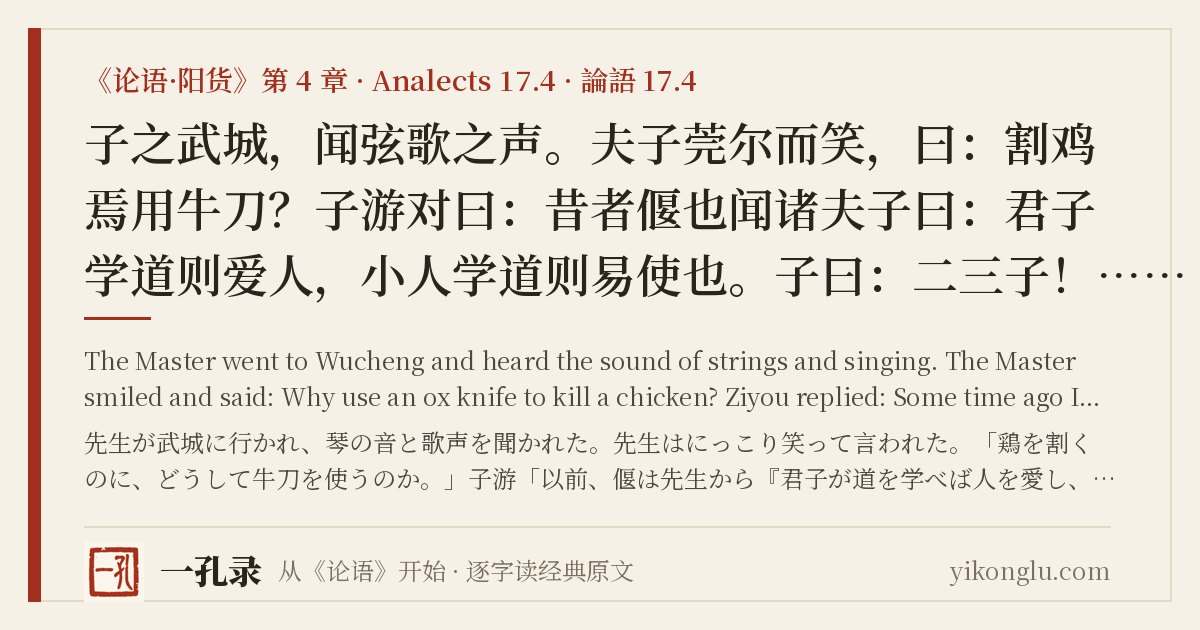 《论语·阳货》第 4 章 · Analects 17.4 · 論語 17.4
子之武城，闻弦歌之声。夫子莞尔而笑，曰：割鸡
焉用牛刀？子游对曰：昔者偃也闻诸夫子曰：君子
学道则爱人，小人学道则易使也。子曰：二三子！……
The Master went to Wucheng and heard the sound of strings and singing. The Master
smiled and said: Why use an ox knife to kill a chicken? Ziyou replied: Some time ago I...
先生が武城に行かれ、琴の音と歌声を聞かれた。先生はにっこり笑って言われた。「鶏を割く
のに、どうして牛刀を使うのか。」子游「以前、偃は先生から『君子が道を学べば人を愛し、…
一孔
一孔录 从《论语》开始 · 逐字读经典原文 yikonglu.com